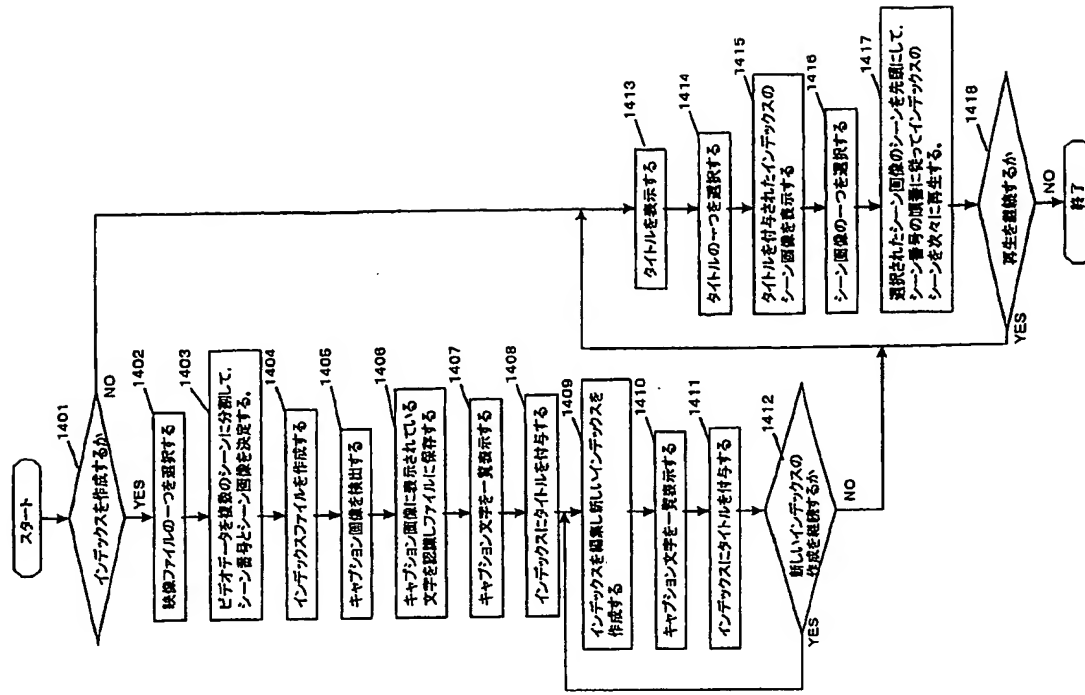 スタート
1401
インデックスを作成するか
NO
YES
1402
映像ファイルの一つを選択する
1403
ビデオデータを複数のシーンに分割して、
シーン番号とシーン画像を決定する。
1404
インデックスファイルを作成する
1405
キャプション画像を検出する
1406
キャプション画像に表示されている
文字を認識しファイルに保存する
1407
キャプション文字を一覧表示する
1408
インデックスにタイトルを付与する
1409
インデックスを編集し新しいインデックスを
作成する
1410
キャプション文字を一覧表示する
1411
インデックスにタイトルを付与する
1412
新しいインデックスの
作成を継続するか
YES
NO
1413
タイトルを表示する
1414
タイトルの一つを選択する
1415
タイトルを付与されたインデックスの
シーン画像を表示する
1416
シーン画像の一つを選択する
1417
選択されたシーン画像のシーンを先頭にして、
シーン番号の順番に従ってインデックスの
シーンを次々に再生する。
1418
再生を継続するか
YES
NO
終了